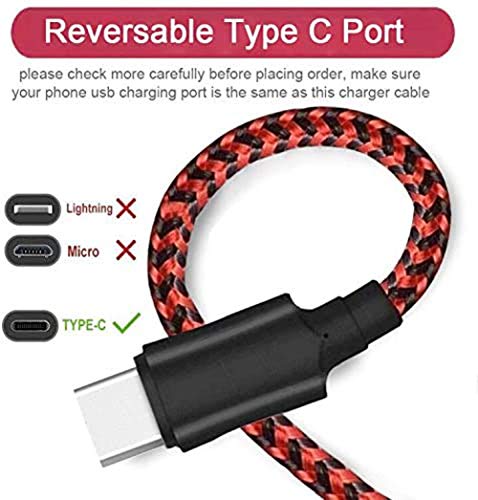 Reversable Type C Port
please check more carefully before placing order, make sure
your phone usb charging port is the same as this charger cable
Lightning
Micro
TYPE-C